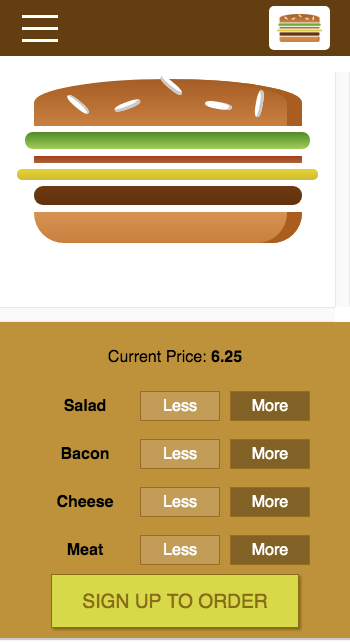 Current Price: 6.25
Salad Less More
Bacon Less More
Cheese Less More
Meat Less More
SIGN UP TO ORDER